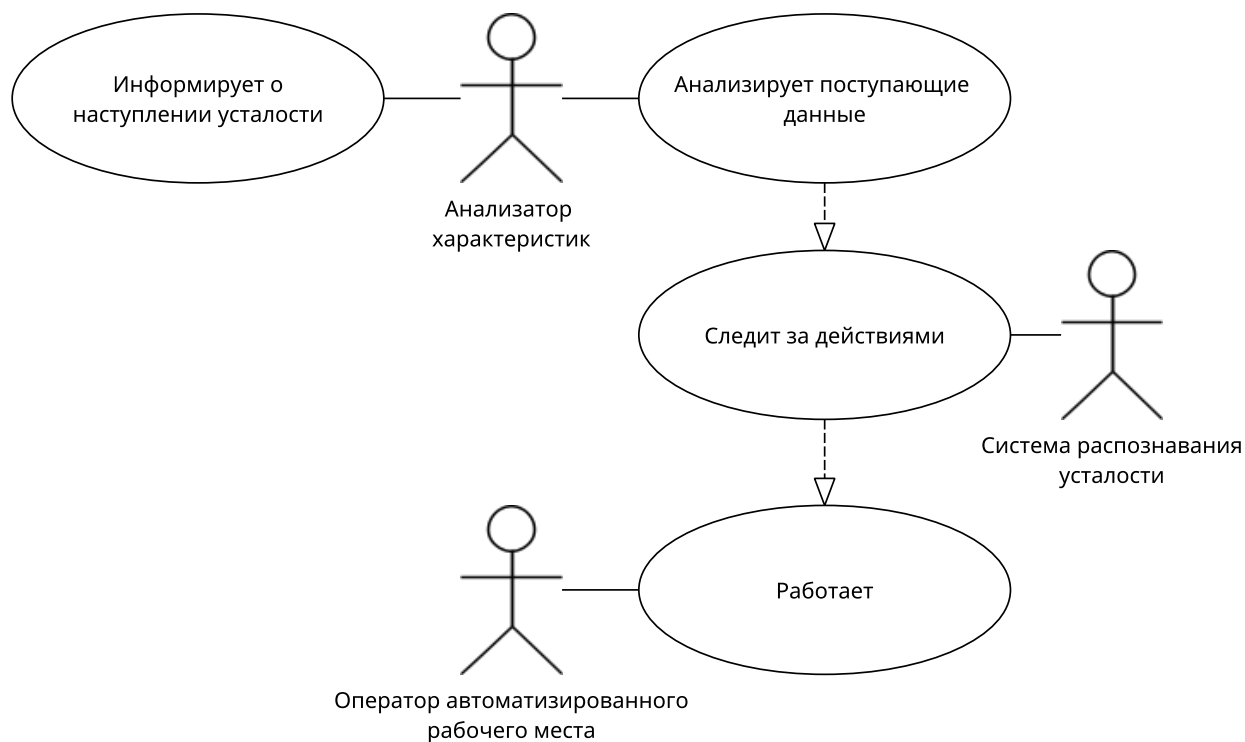 Информирует о
наступлении усталости
Анализирует поступающие
данные
Анализатор
характеристик
Следит за действиями
Система распознавания
усталости
Работает
Оператор автоматизированного
рабочего места